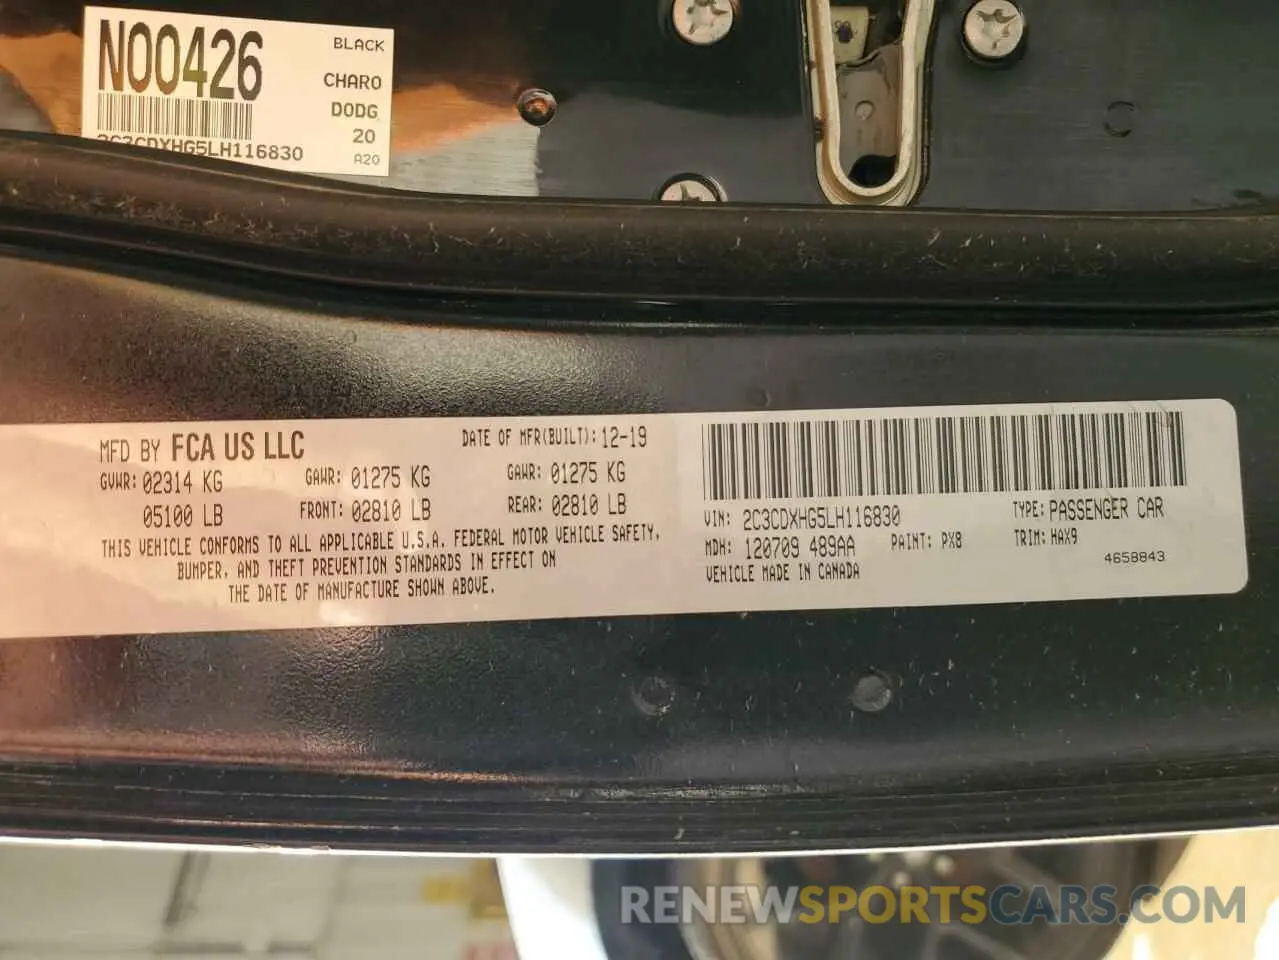 N00426
BLACK
CHARO
DODG
20
A20
2C3CDXHG5LH116830
MFD BY FCA US LLC
DATE OF MFR(BUILT): 12-19
GVWR: 02314 KG
GAWR: 01275 KG
GAWR: 01275 KG
05100 LB
FRONT: 02810 LB
REAR: 02810 LB
THIS VEHICLE CONFORMS TO ALL APPLICABLE U.S.A. FEDERAL MOTOR VEHICLE SAFETY,
BUMPER, AND THEFT PREVENTION STANDARDS IN EFFECT ON
THE DATE OF MANUFACTURE SHOWN ABOVE.
VIN: 2C3CDXHG5LH116830
TYPE: PASSENGER CAR
MDH: 120709 489AA
PAINT: PX8
TRIM: HAX9
VEHICLE MADE IN CANADA
4658843
RENEWSPORTSCARS.COM